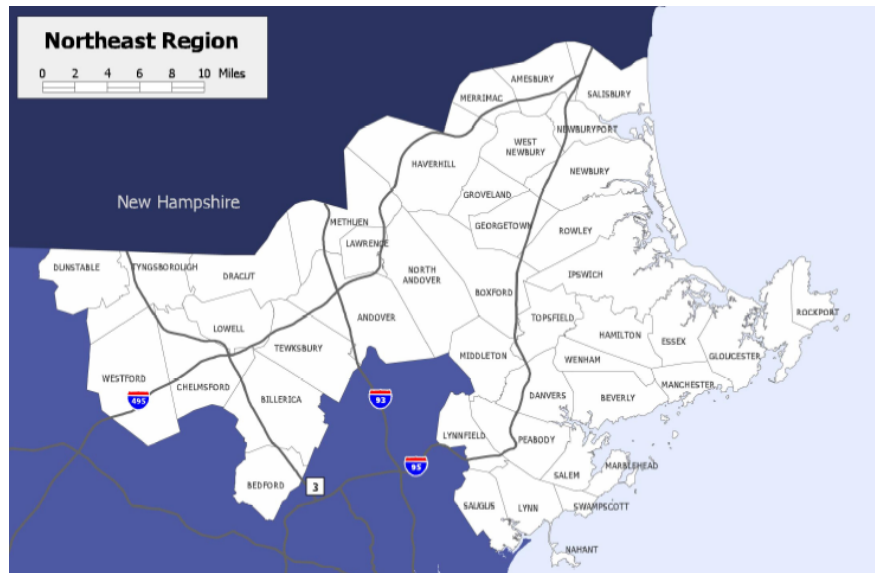 Northeast Region
0 2 4 6 8 10 Miles
New Hampshire
AMESBURY
MERRIMAC
SALISBURY
NEWBURYPORT
WEST
NEWBURY
HAVERHILL
NEWBURY
GROVELAND
METHUEN
GEORGETOWN
ROWLEY
LAWRENCE
DUNSTABLE
TYNGSBOROUGH
DRACUT
NORTH
ANDOVER
IPSWICH
BOXFORD
ROCKPORT
ANDOVER
TOPSFIELD
LOWELL
HAMILTON
ESSEX
TEWKSBURY
MIDDLETON
WENHAM
GLOUCESTER
WESTFORD
CHELMSFORD
MANCHESTER
BILLERICA
DANVERS
BEVERLY
495
93
LYNNFIELD
PEABODY
95
MARBLEHEAD
SALEM
BEDFORD
3
SAUGUS
LYNN
SWAMPSCOTT
NAHANT